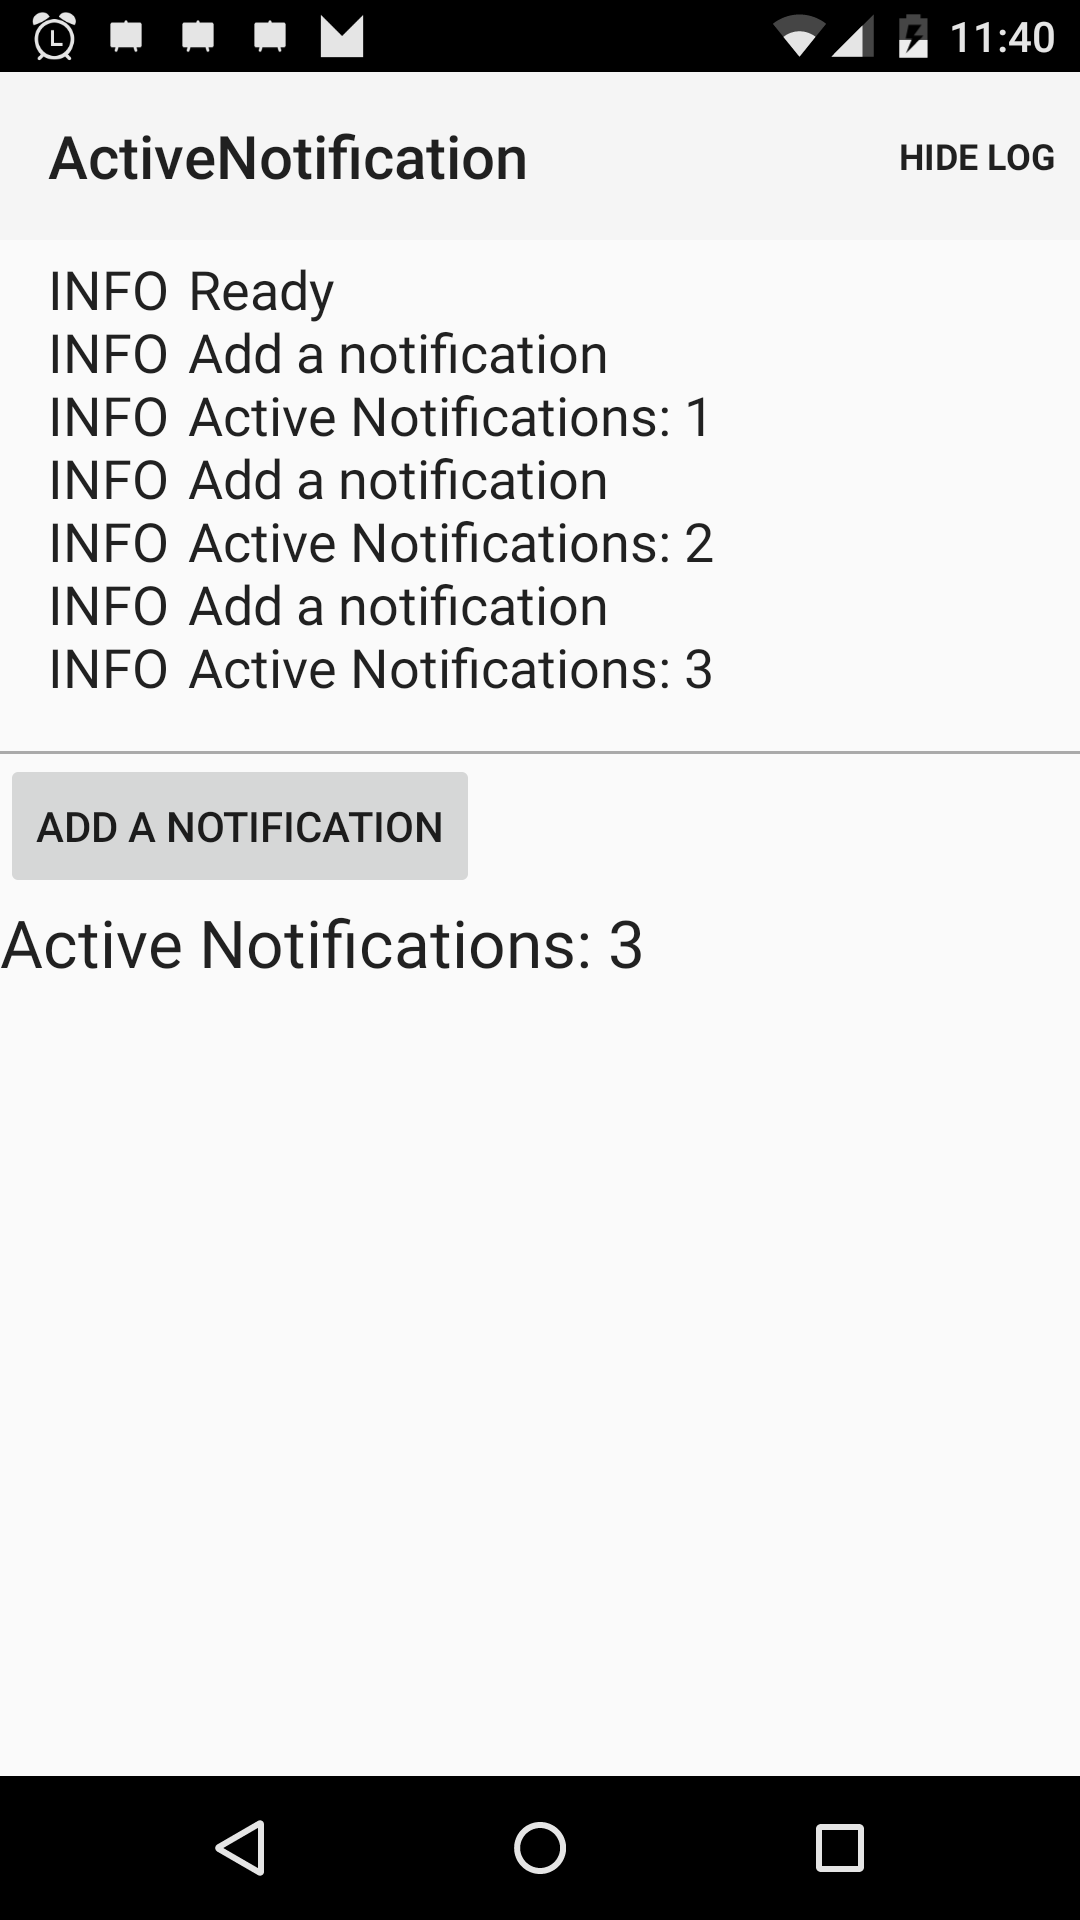 11:40
ActiveNotification
HIDE LOG
INFO Ready
INFO Add a notification
INFO Active Notifications: 1
INFO Add a notification
INFO Active Notifications: 2
INFO Add a notification
INFO Active Notifications: 3
ADD A NOTIFICATION
Active Notifications: 3